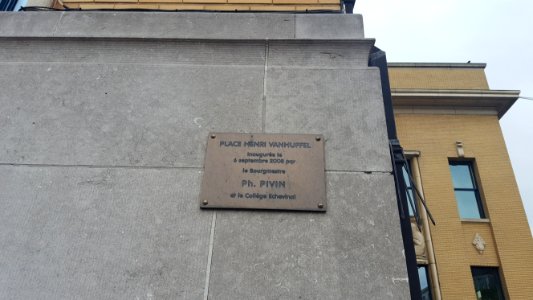 PLACE HENRI VANHUFFEL
Inaugurée le
6 septembre 2008 par
le Bourgmestre
Ph. PIVIN
et le Collège Echevinal